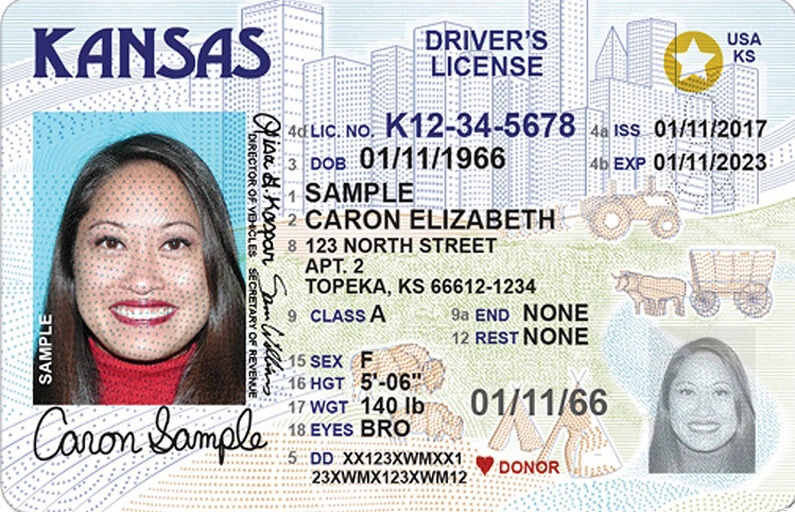 KANSAS
DRIVER'S
LICENSE
USA
KS
4d LIC. NO. K12-34-5678 4a ISS 01/11/2017
3 DOB 01/11/1966 4b EXP 01/11/2023
1 SAMPLE
2 CARON ELIZABETH
8 123 NORTH STREET
APT. 2
TOPEKA, KS 66612-1234
9 CLASS A 9a END NONE
12 REST NONE
15 SEX F
16 HGT 5'-06"
17 WGT 140 lb 01/11/66
18 EYES BRO
5 DD XX123XWMXX1
23XWMX123XWM12
DONOR
SAMPLE
DIRECTOR OF VEHICLES SECRETARY OF REVENUE
Caron Sample